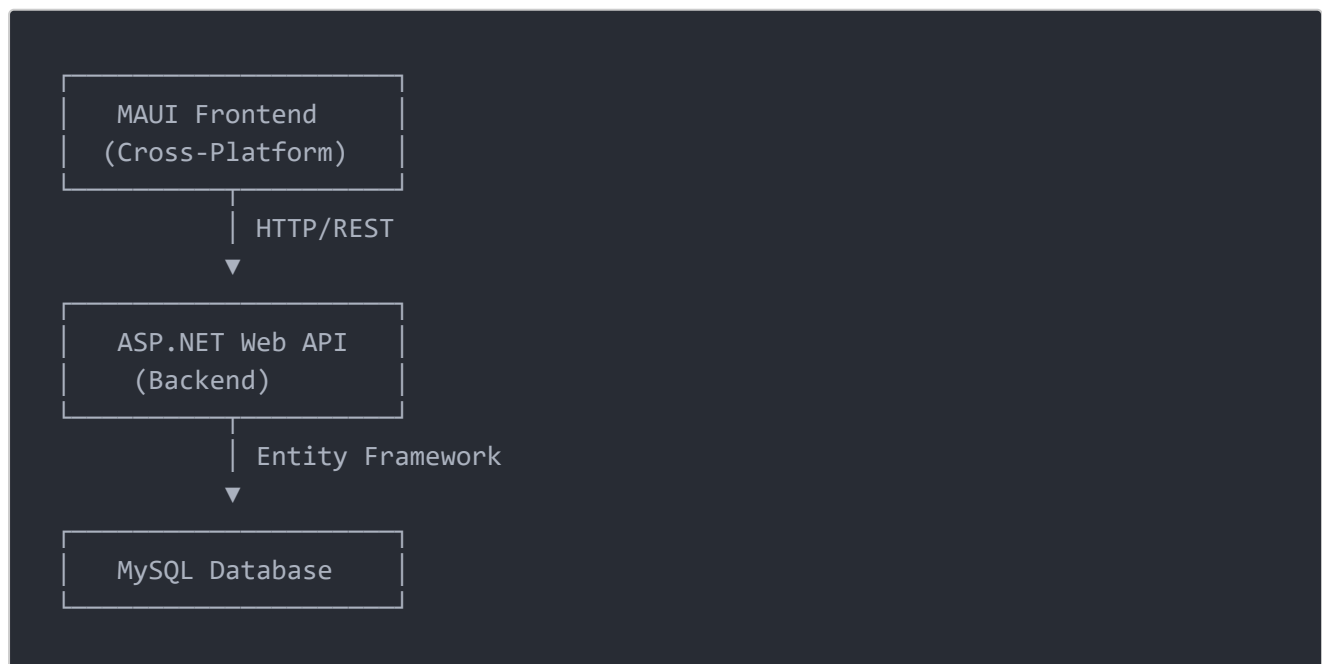 MAUI Frontend
(Cross-Platform)
HTTP/REST
ASP.NET Web API
(Backend)
Entity Framework
MySQL Database